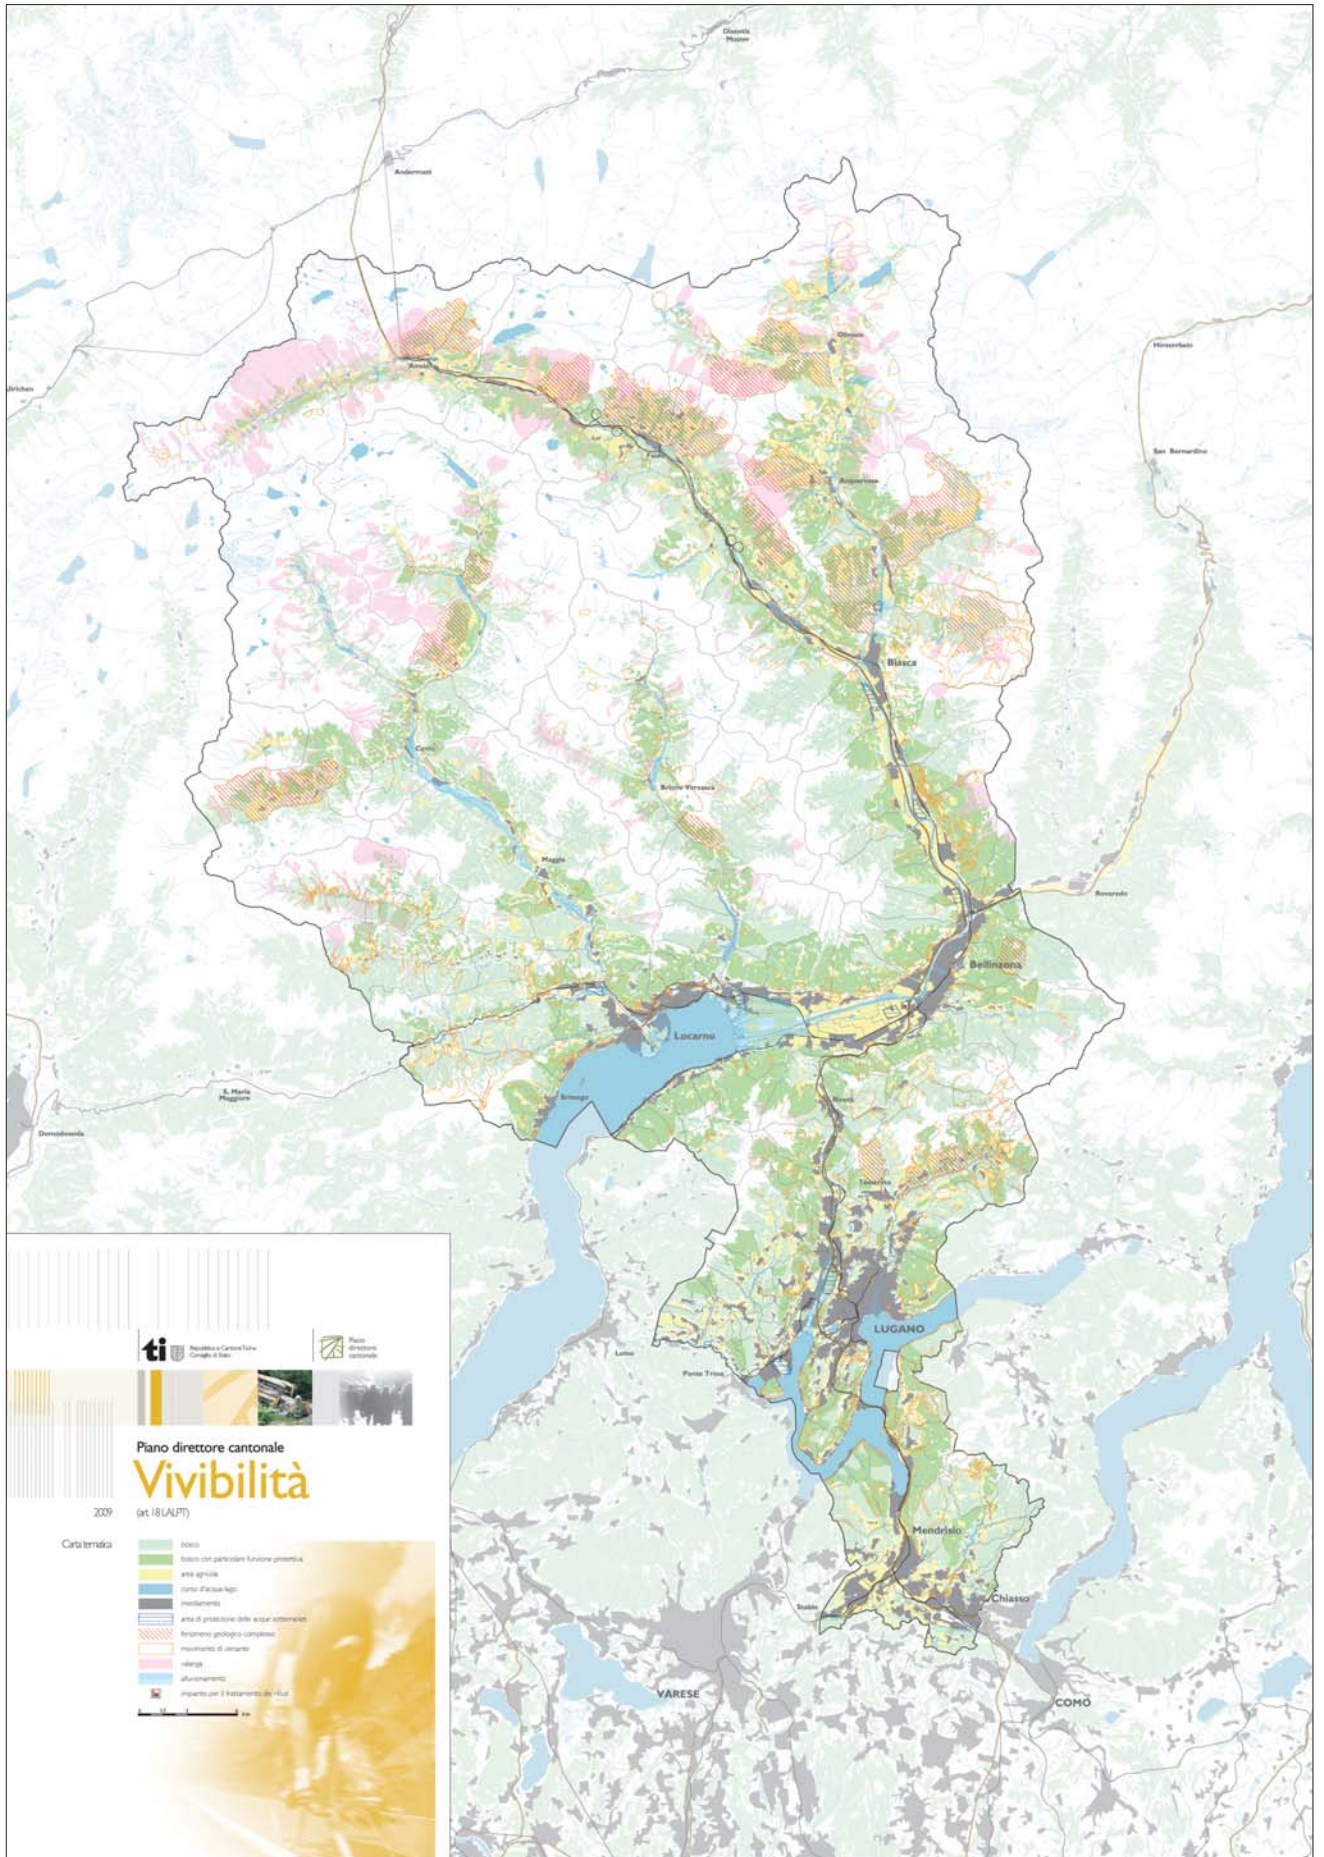 Disentis
Muster
Andermatt
Hinterrhein
Olivone
Airolo
Ulrichen
San Bernardino
Faido
Acquarossa
Biasca
Cevio
Brione Verzasca
Maggia
Roveredo
Bellinzona
Locarno
S. Maria
Maggiore
Brissago
Rivera
Domodossola
Tesserete
LUGANO
Luino
Ponte Tresa
Mendrisio
Chiasso
Stabio
VARESE
COMO
ti
Repubblica e Cantone Ticino
Consiglio di Stato
Piano
direttore
cantonale
Piano direttore cantonale
Vivibilità
2009
(art. 18 LALPT)
Carta tematica
bosco
bosco con particolare funzione protettiva
area agricola
corso d'acqua-lago
insediamento
area di protezione delle acque sotterranee
fenomeno geologico complesso
movimento di versante
valanga
alluvionamento
impianto per il trattamento dei rifiuti